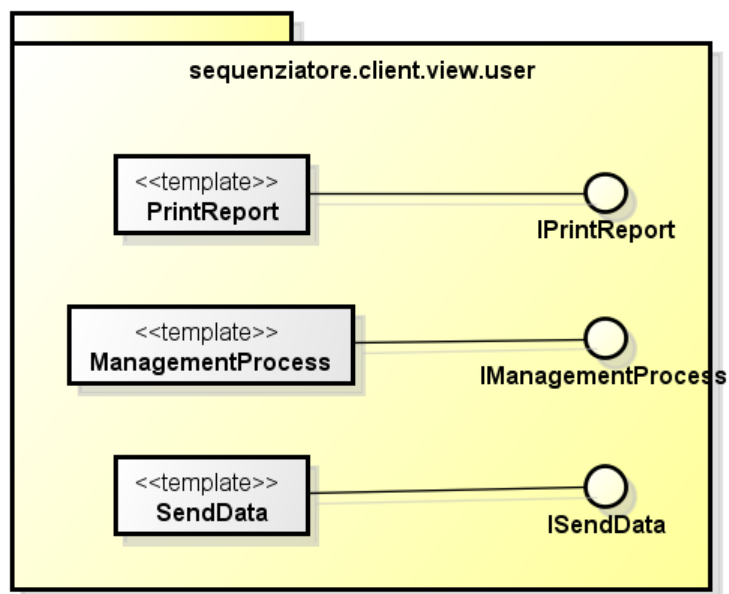 sequenziatore.client.view.user
<<template>>
PrintReport
IPrintReport
<<template>>
ManagementProcess
IManagementProcess
<<template>>
SendData
ISendData